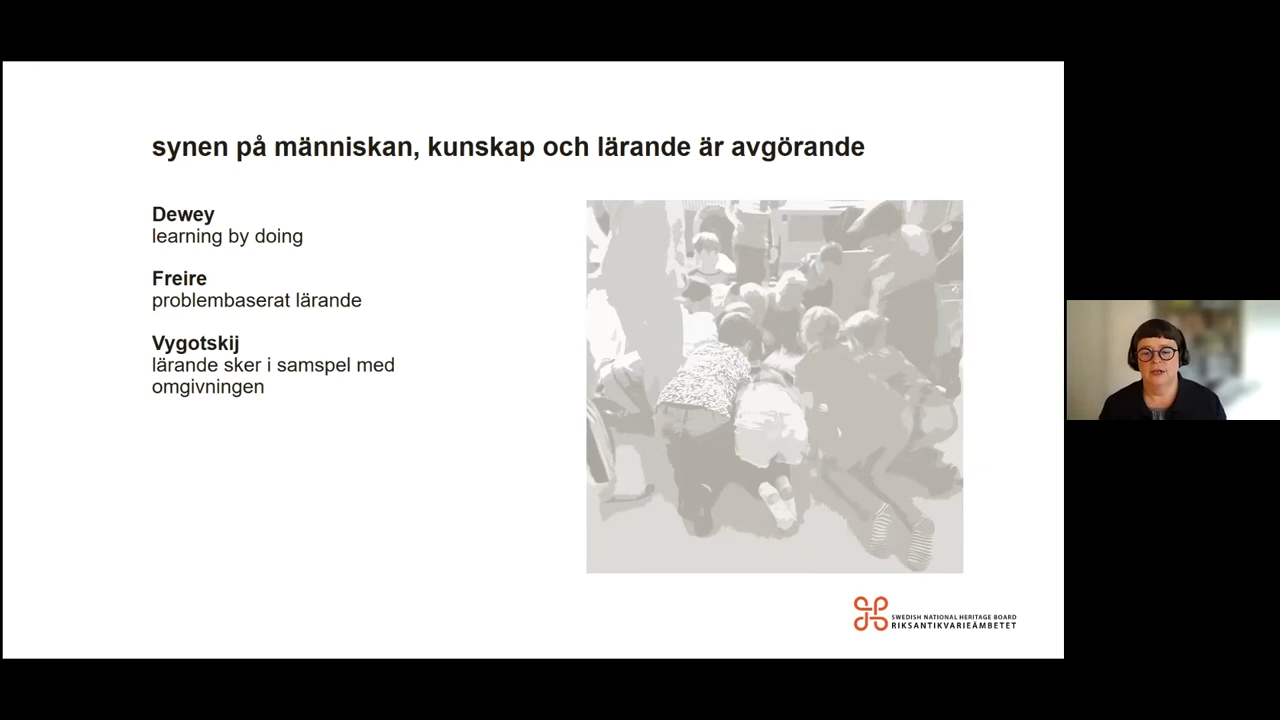 synen på människan, kunskap och lärande är avgörande
Dewey
learning by doing
Freire
problembaserat lärande
Vygotskij
lärande sker i samspel med
omgivningen
SWEDISH NATIONAL HERITAGE BOARD
RIKSANTIKVARIEÄMBETET